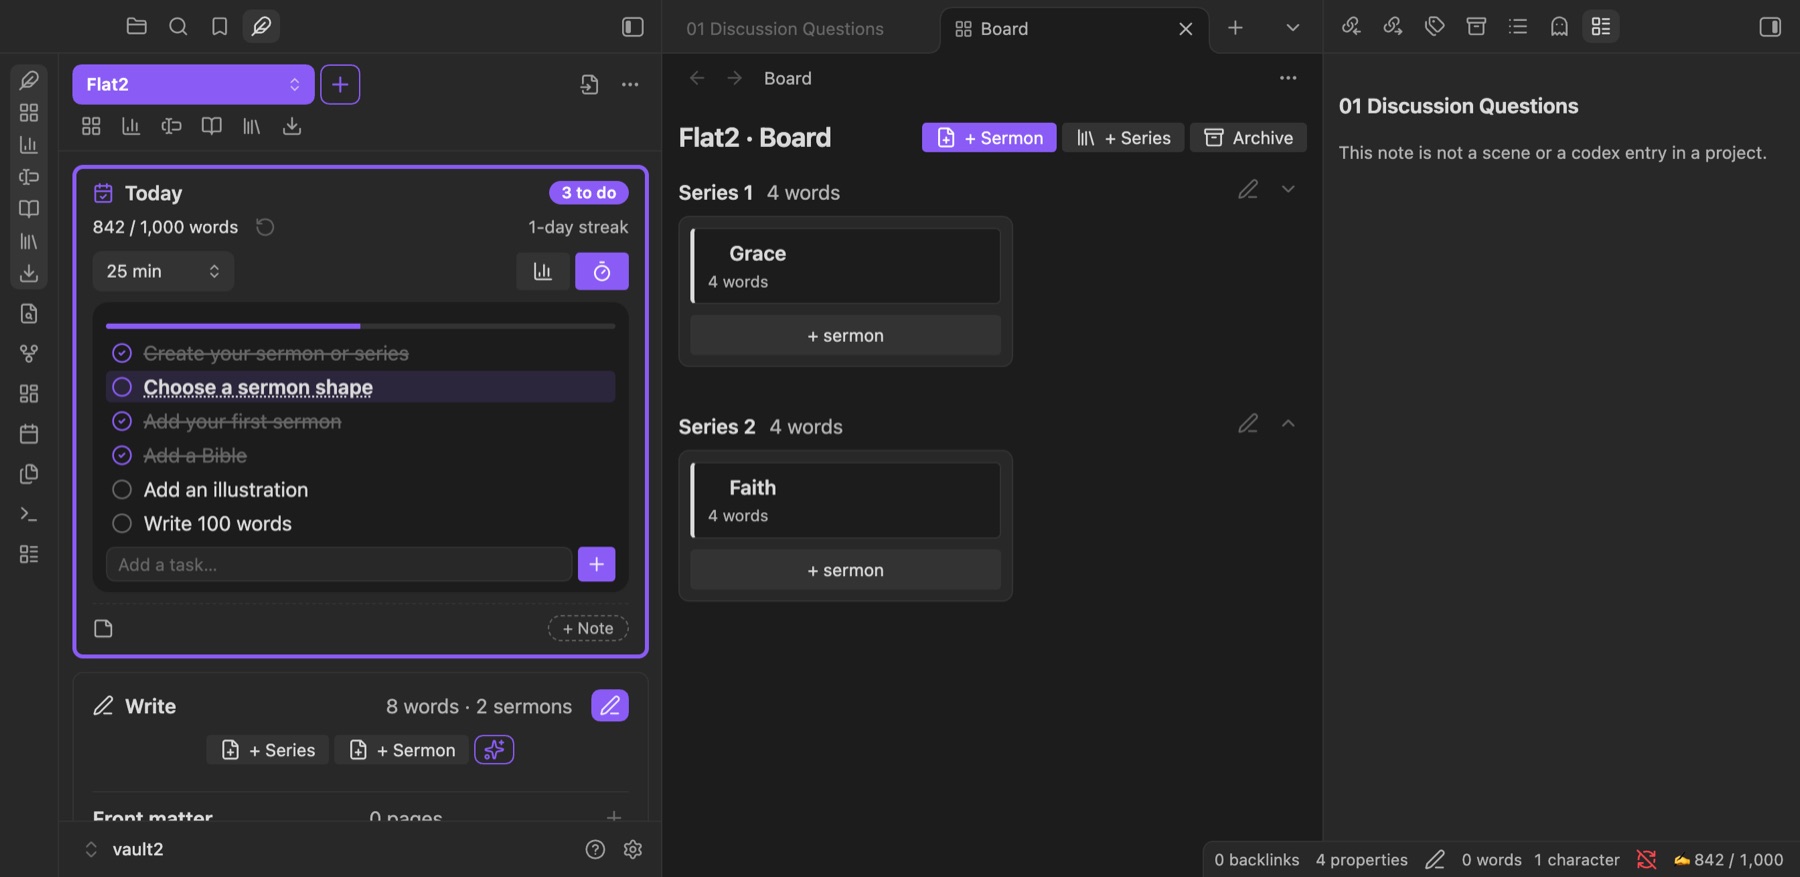 01 Discussion Questions
Board
Flat2
Board
Today
3 to do
842 / 1,000 words
1-day streak
25 min
Create your sermon or series
Choose a sermon shape
Add your first sermon
Add a Bible
Add an illustration
Write 100 words
Add a task...
+ Note
Write
8 words · 2 sermons
+ Series
+ Sermon
Front matter
0 pages
vault2
Flat2 · Board
+ Sermon
+ Series
Archive
Series 1 4 words
Grace
4 words
+ sermon
Series 2 4 words
Faith
4 words
+ sermon
01 Discussion Questions
This note is not a scene or a codex entry in a project.
0 backlinks 4 properties 0 words 1 character ✍️ 842 / 1,000